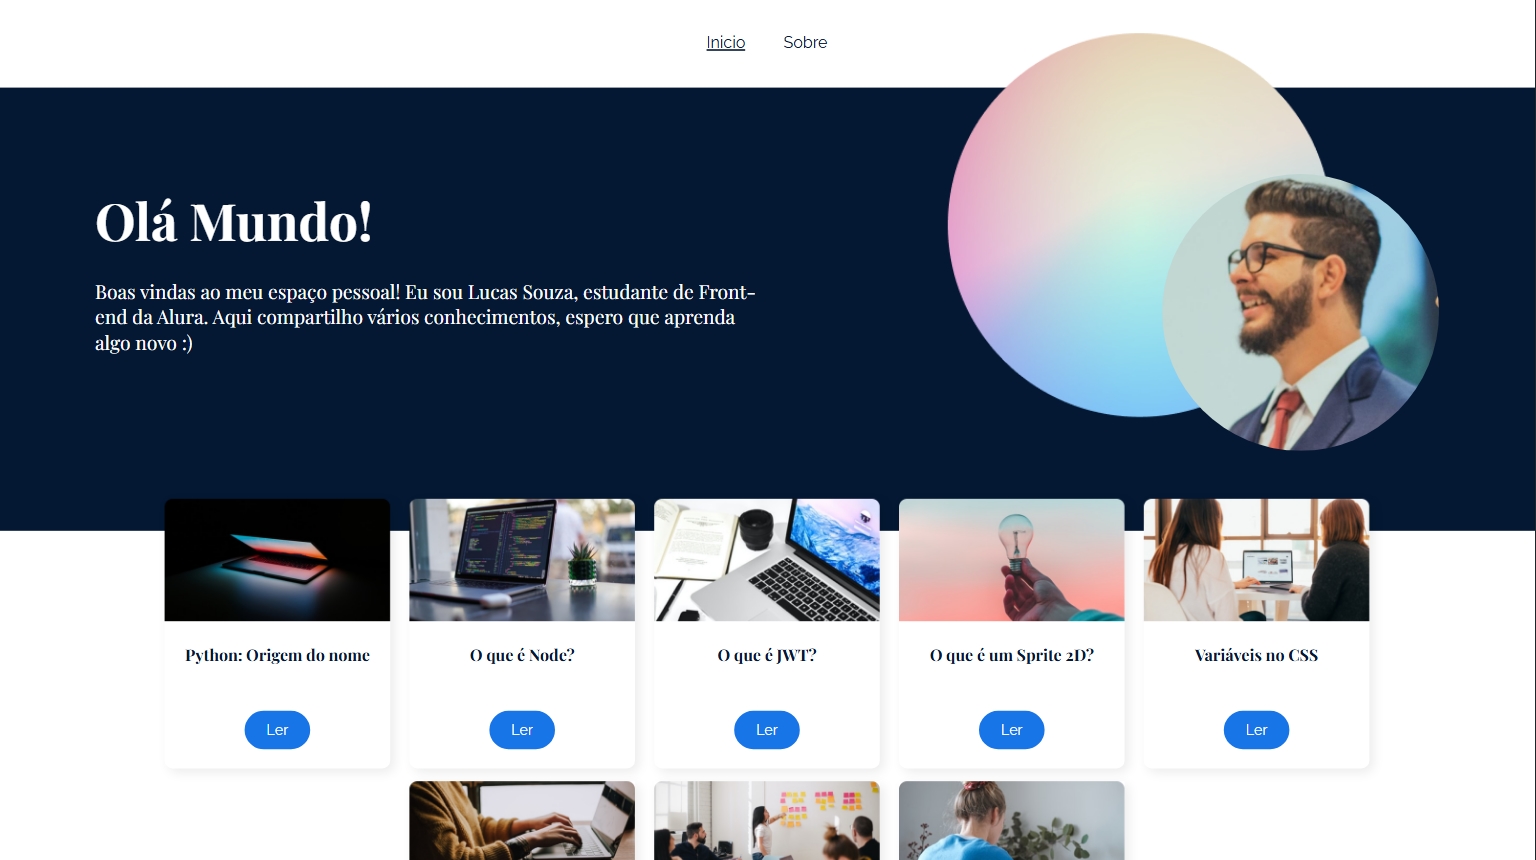 Inicio Sobre
Olá Mundo!
Boas vindas ao meu espaço pessoal! Eu sou Lucas Souza, estudante de Front-
end da Alura. Aqui compartilho vários conhecimentos, espero que aprenda
algo novo :)
Python: Origem do nome
O que é Node?
O que é JWT?
O que é um Sprite 2D?
Variáveis no CSS
Ler
Ler
Ler
Ler
Ler